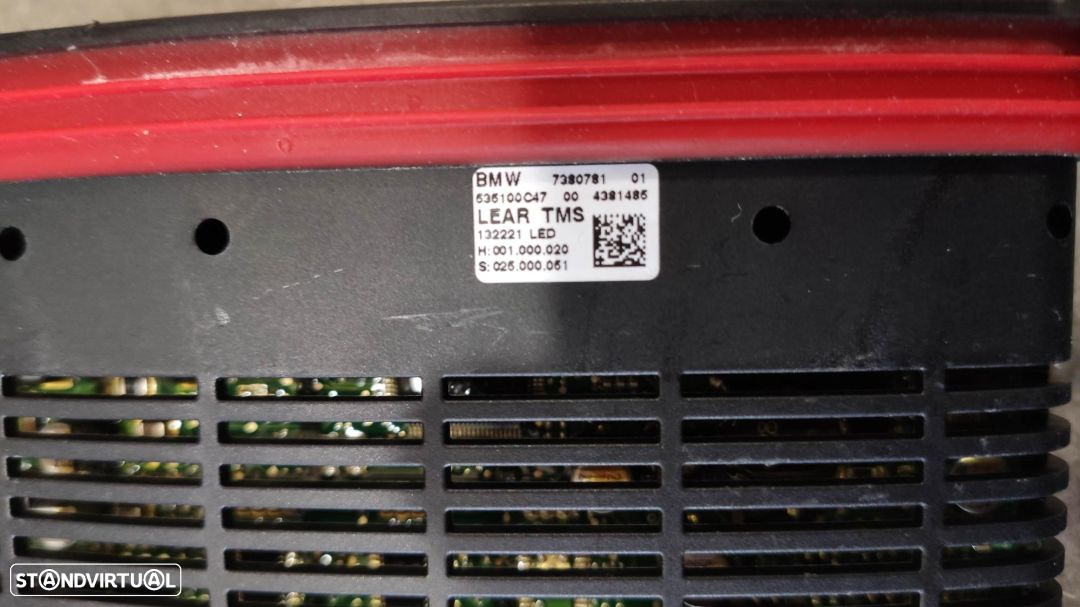 BMW 7380781 01
535100C47 00 4381485
LEAR TMS
132221 LED
H: 001.000.020
S: 025.000.051
STANDVIRTUAL